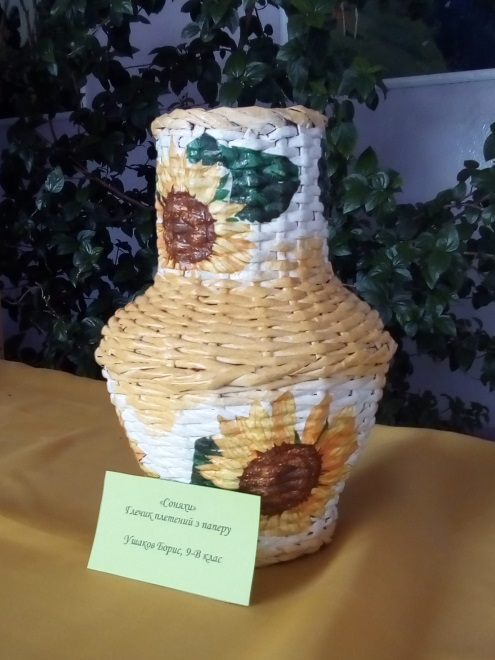 «Соняхи»
Глечик плетений з паперу
Ушаков Борис, 9-В клас